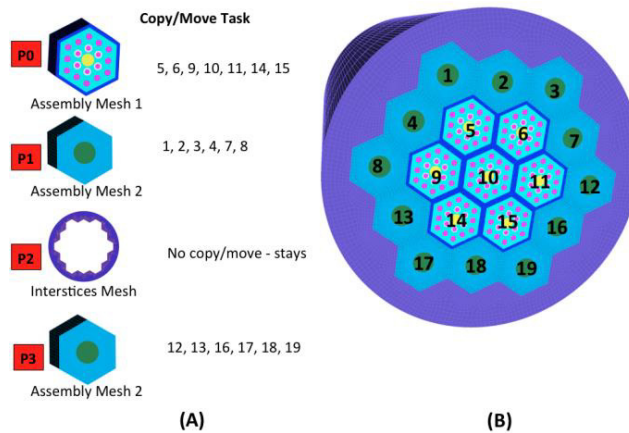 Copy/Move Task
P0
5, 6, 9, 10, 11, 14, 15
Assembly Mesh 1
P1
1, 2, 3, 4, 7, 8
Assembly Mesh 2
P2
No copy/move - stays
Interstices Mesh
P3
12, 13, 16, 17, 18, 19
Assembly Mesh 2
(A)
1
2
3
4
5
6
7
8
9
10
11
12
13
14
15
16
17
18
19
(B)